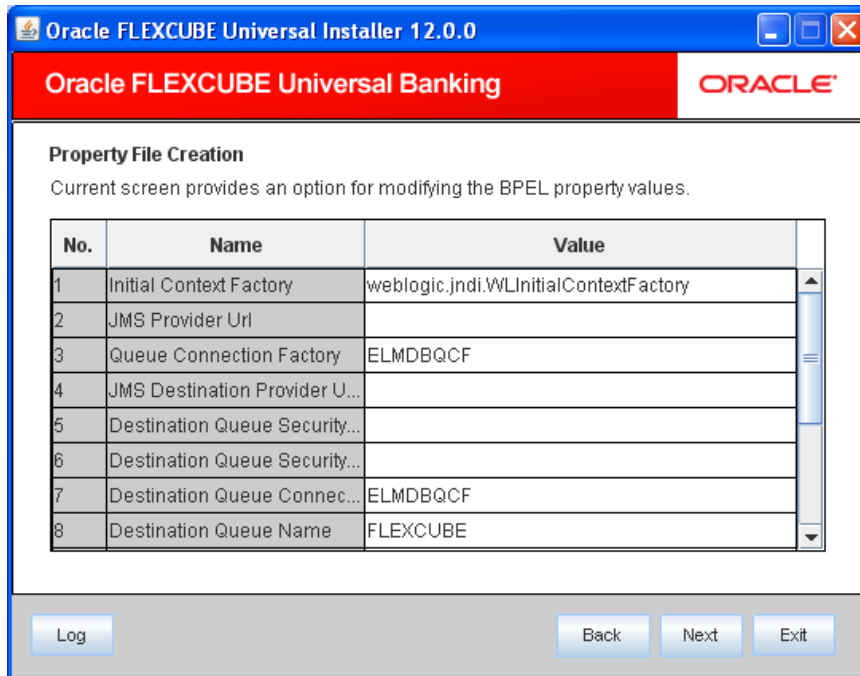 Oracle FLEXCUBE Universal Installer 12.0.0
Oracle FLEXCUBE Universal Banking
ORACLE
Property File Creation
Current screen provides an option for modifying the BPEL property values.
No. Name Value
1 Initial Context Factory weblogic.jndi.WLInitialContextFactory
2 JMS Provider Url
3 Queue Connection Factory ELMDBQCF
4 JMS Destination Provider U...
5 Destination Queue Security...
6 Destination Queue Security...
7 Destination Queue Connec... ELMDBQCF
8 Destination Queue Name FLEXCUBE
Log Back Next Exit